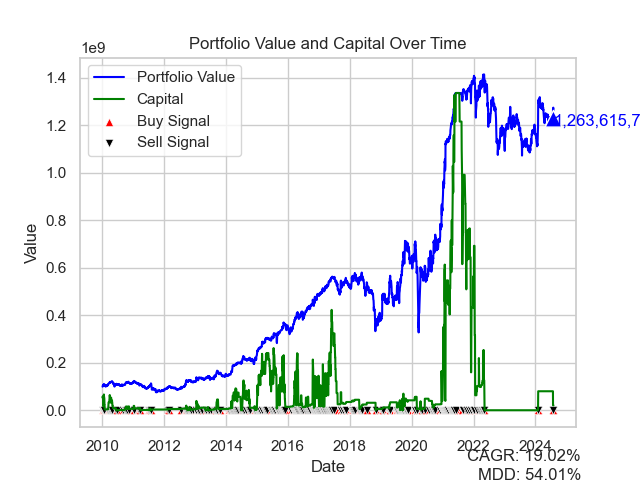 Portfolio Value and Capital Over Time
1e9
Portfolio Value
Capital
Buy Signal
Sell Signal
1.4
1.2
1.0
0.8
0.6
0.4
0.2
0.0
Value
1,263,615,7
2010 2012 2014 2016 2018 2020 2022 2024
Date
CAGR: 19.02%
MDD: 54.01%